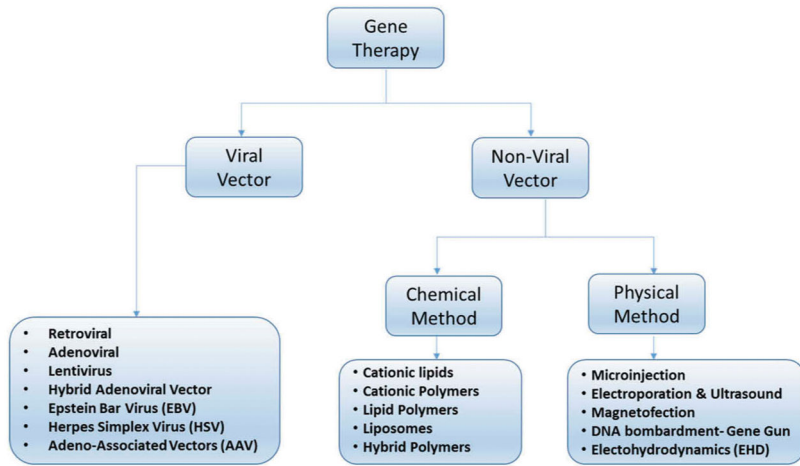 Gene
Therapy
Viral
Vector
Non-Viral
Vector
Chemical
Method
Physical
Method
• Retroviral
• Adenoviral
• Lentivirus
• Hybrid Adenoviral Vector
• Epstein Bar Virus (EBV)
• Herpes Simplex Virus (HSV)
• Adeno-Associated Vectors (AAV)
• Cationic lipids
• Cationic Polymers
• Lipid Polymers
• Liposomes
• Hybrid Polymers
• Microinjection
• Electroporation & Ultrasound
• Magnetofection
• DNA bombardment- Gene Gun
• Electohydrodynamics (EHD)